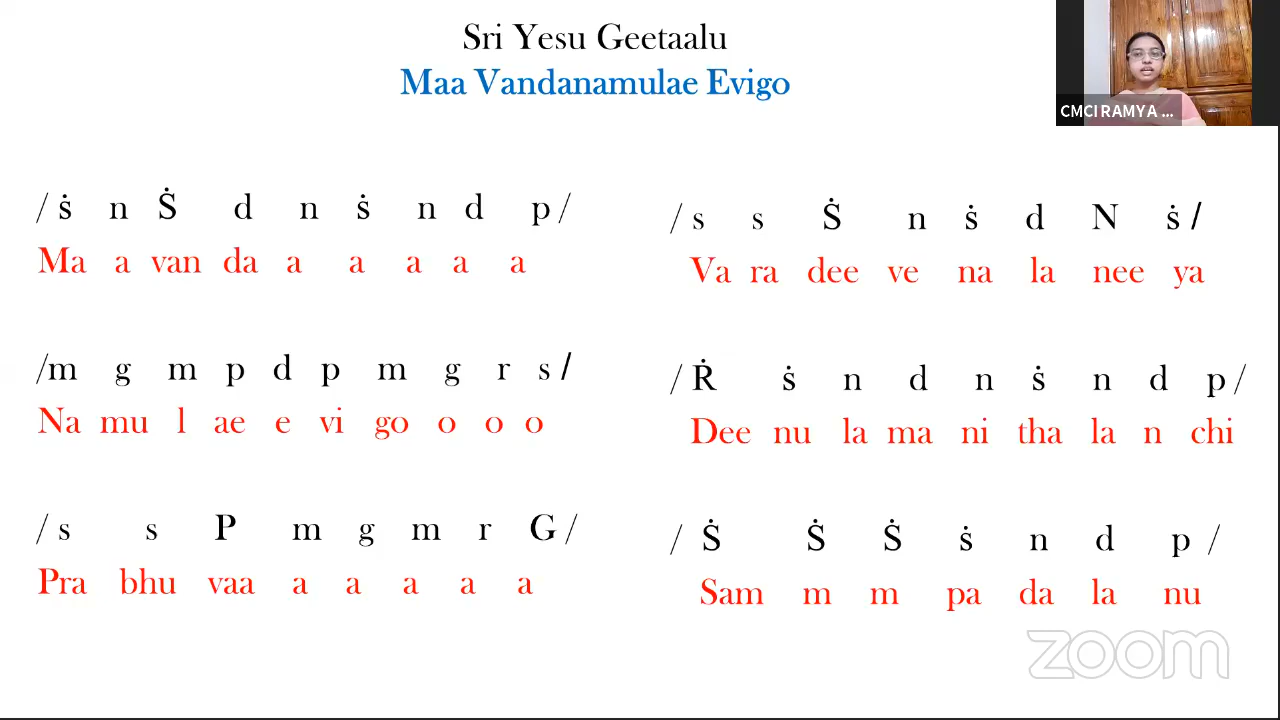 Sri Yesu Geetaalu
Maa Vandanamulae Evigo
CMCI RAMYA ...
/ ṡ n Ṡ d n ṡ n d p /
Ma a van da a a a a a
/m g m p d p m g r s /
Na mu l ae e vi go o o o
/ s s P m g m r G /
Pra bhu vaa a a a a a
/ s s Ṡ n ṡ d N ṡ /
Va ra dee ve na la nee ya
/ Ṙ ṡ n d n ṡ n d p /
Dee nu la ma ni tha la n chi
/ Ṡ Ṡ Ṡ ṡ n d p /
Sam m m pa da la nu
zoom